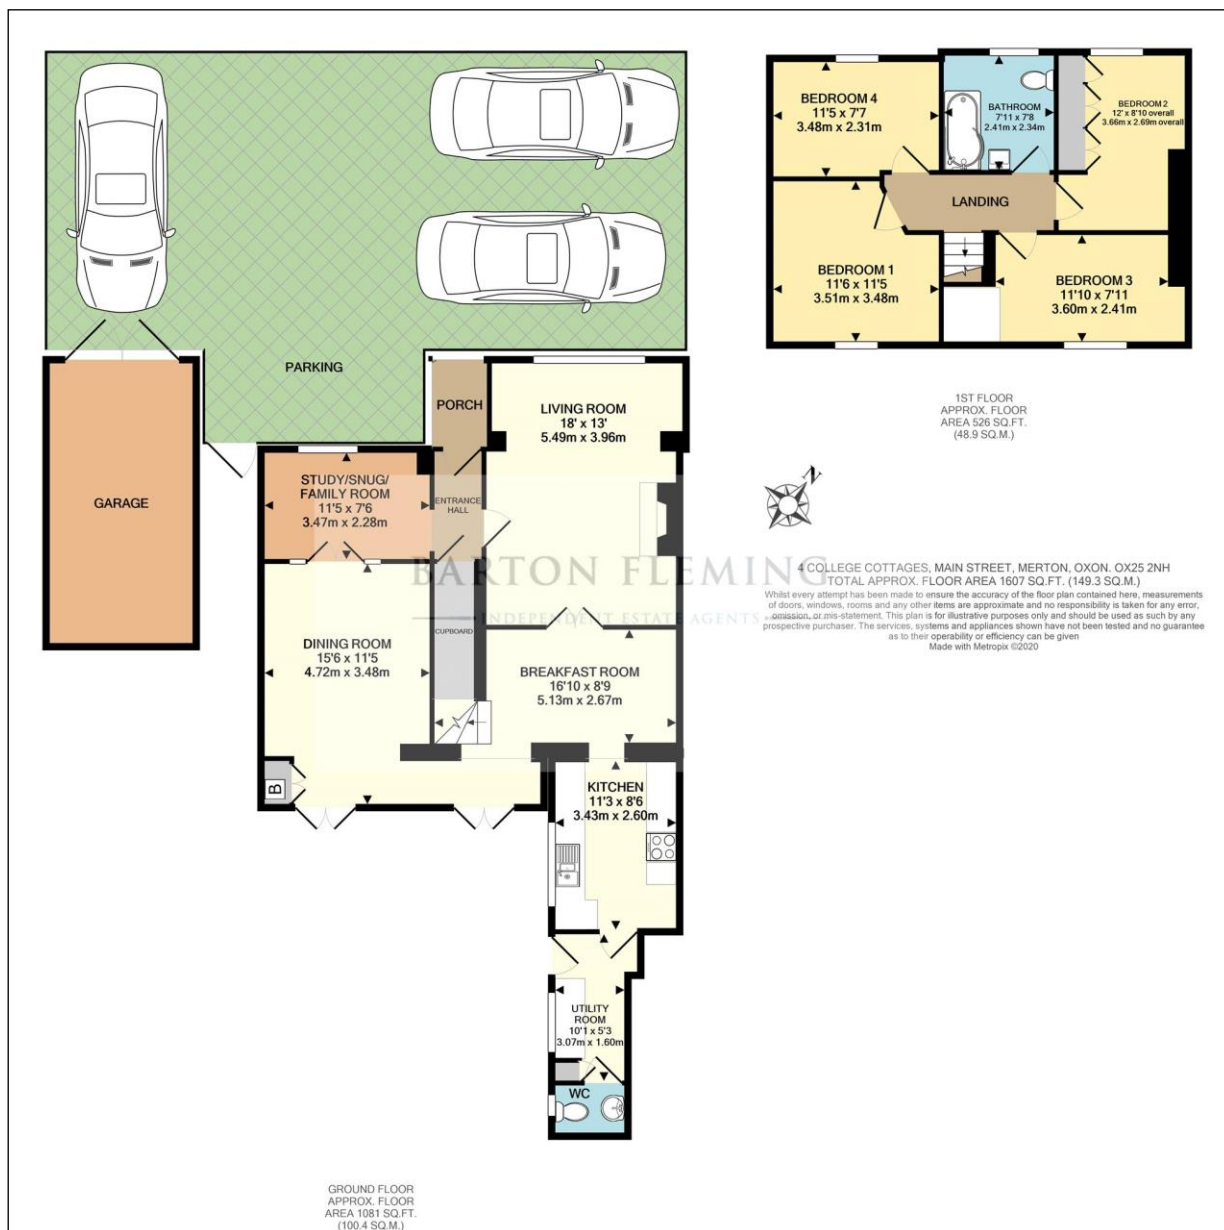 BEDROOM 4
11'5 x 7'7
3.48m x 2.31m
BATHROOM
7'11 x 7'8
2.41m x 2.34m
BEDROOM 2
12' x 8'10 overall
3.66m x 2.69m overall
LANDING
BEDROOM 1
11'6 x 11'5
3.51m x 3.48m
BEDROOM 3
11'10 x 7'11
3.60m x 2.41m
1ST FLOOR
APPROX. FLOOR
AREA 526 SQ.FT.
(48.9 SQ.M.)
N
PARKING
PORCH
LIVING ROOM
18' x 13'
5.49m x 3.96m
GARAGE
STUDY/SNUG/
FAMILY ROOM
11'5 x 7'6
3.47m x 2.28m
ENTRANCE
HALL
BARTON FLEMING
INDEPENDENT ESTATE AGENTS
CUPBOARD
DINING ROOM
15'6 x 11'5
4.72m x 3.48m
BREAKFAST ROOM
16'10 x 8'9
5.13m x 2.67m
B
KITCHEN
11'3 x 8'6
3.43m x 2.60m
UTILITY
ROOM
10'1 x 5'3
3.07m x 1.60m
WC
4 COLLEGE COTTAGES, MAIN STREET, MERTON, OXON. OX25 2NH
TOTAL APPROX. FLOOR AREA 1607 SQ.FT. (149.3 SQ.M.)
Whilst every attempt has been made to ensure the accuracy of the floor plan contained here, measurements
of doors, windows, rooms and any other items are approximate and no responsibility is taken for any error,
omission, or mis-statement. This plan is for illustrative purposes only and should be used as such by any
prospective purchaser. The services, systems and appliances shown have not been tested and no guarantee
as to their operability or efficiency can be given
Made with Metropix ©2020
GROUND FLOOR
APPROX. FLOOR
AREA 1081 SQ.FT.
(100.4 SQ.M.)